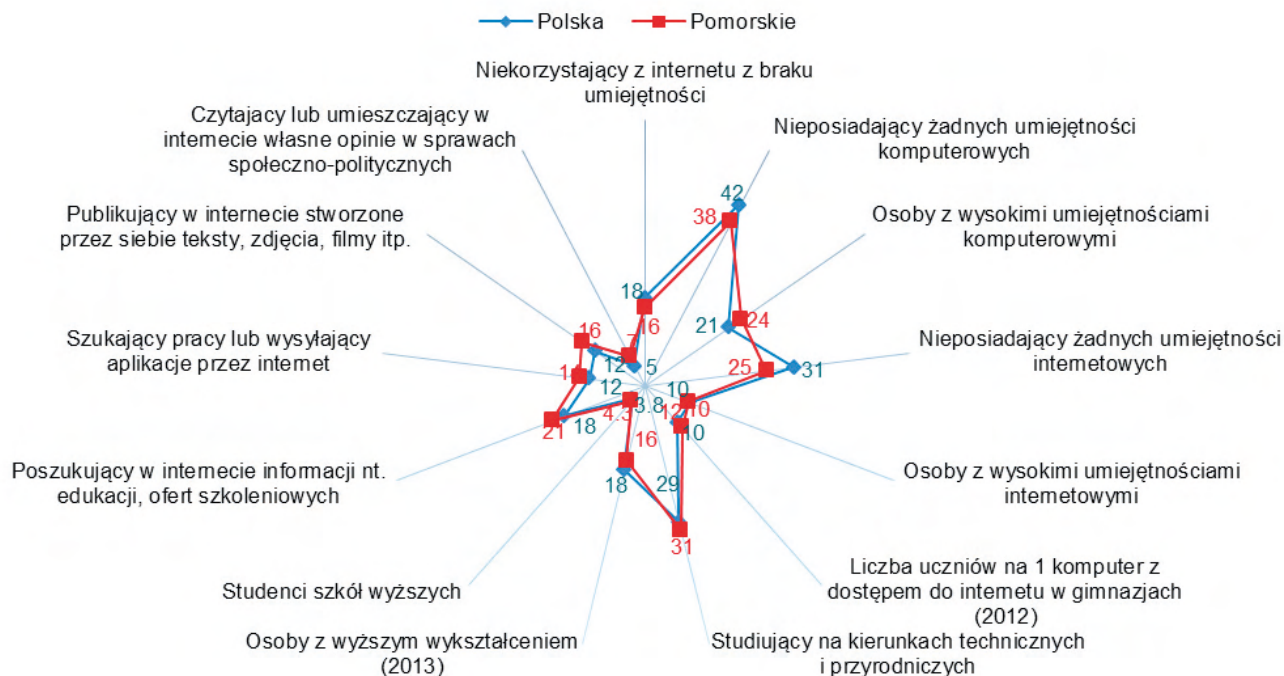 Polska
Pomorskie
Niekorzystający z internetu z braku
umiejętności
Czytajacy lub umieszczający w
internecie własne opinie w sprawach
społeczno-politycznych
Nieposiadający żadnych umiejętności
komputerowych
Publikujący w internecie stworzone
przez siebie teksty, zdjęcia, filmy itp.
Osoby z wysokimi umiejętnościami
komputerowymi
Szukający pracy lub wysyłający
aplikacje przez internet
Nieposiadający żadnych umiejętności
internetowych
Poszukujący w internecie informacji nt.
edukacji, ofert szkoleniowych
Osoby z wysokimi umiejętnościami
internetowymi
Studenci szkół wyższych
Liczba uczniów na 1 komputer z
dostępem do internetu w gimnazjach
(2012)
Osoby z wyższym wykształceniem
(2013)
Studiujący na kierunkach technicznych
i przyrodniczych
42
38
18
16
21
24
31
25
10
10
12
10
29
31
16
18
3.8
21
18
12
16
12
5